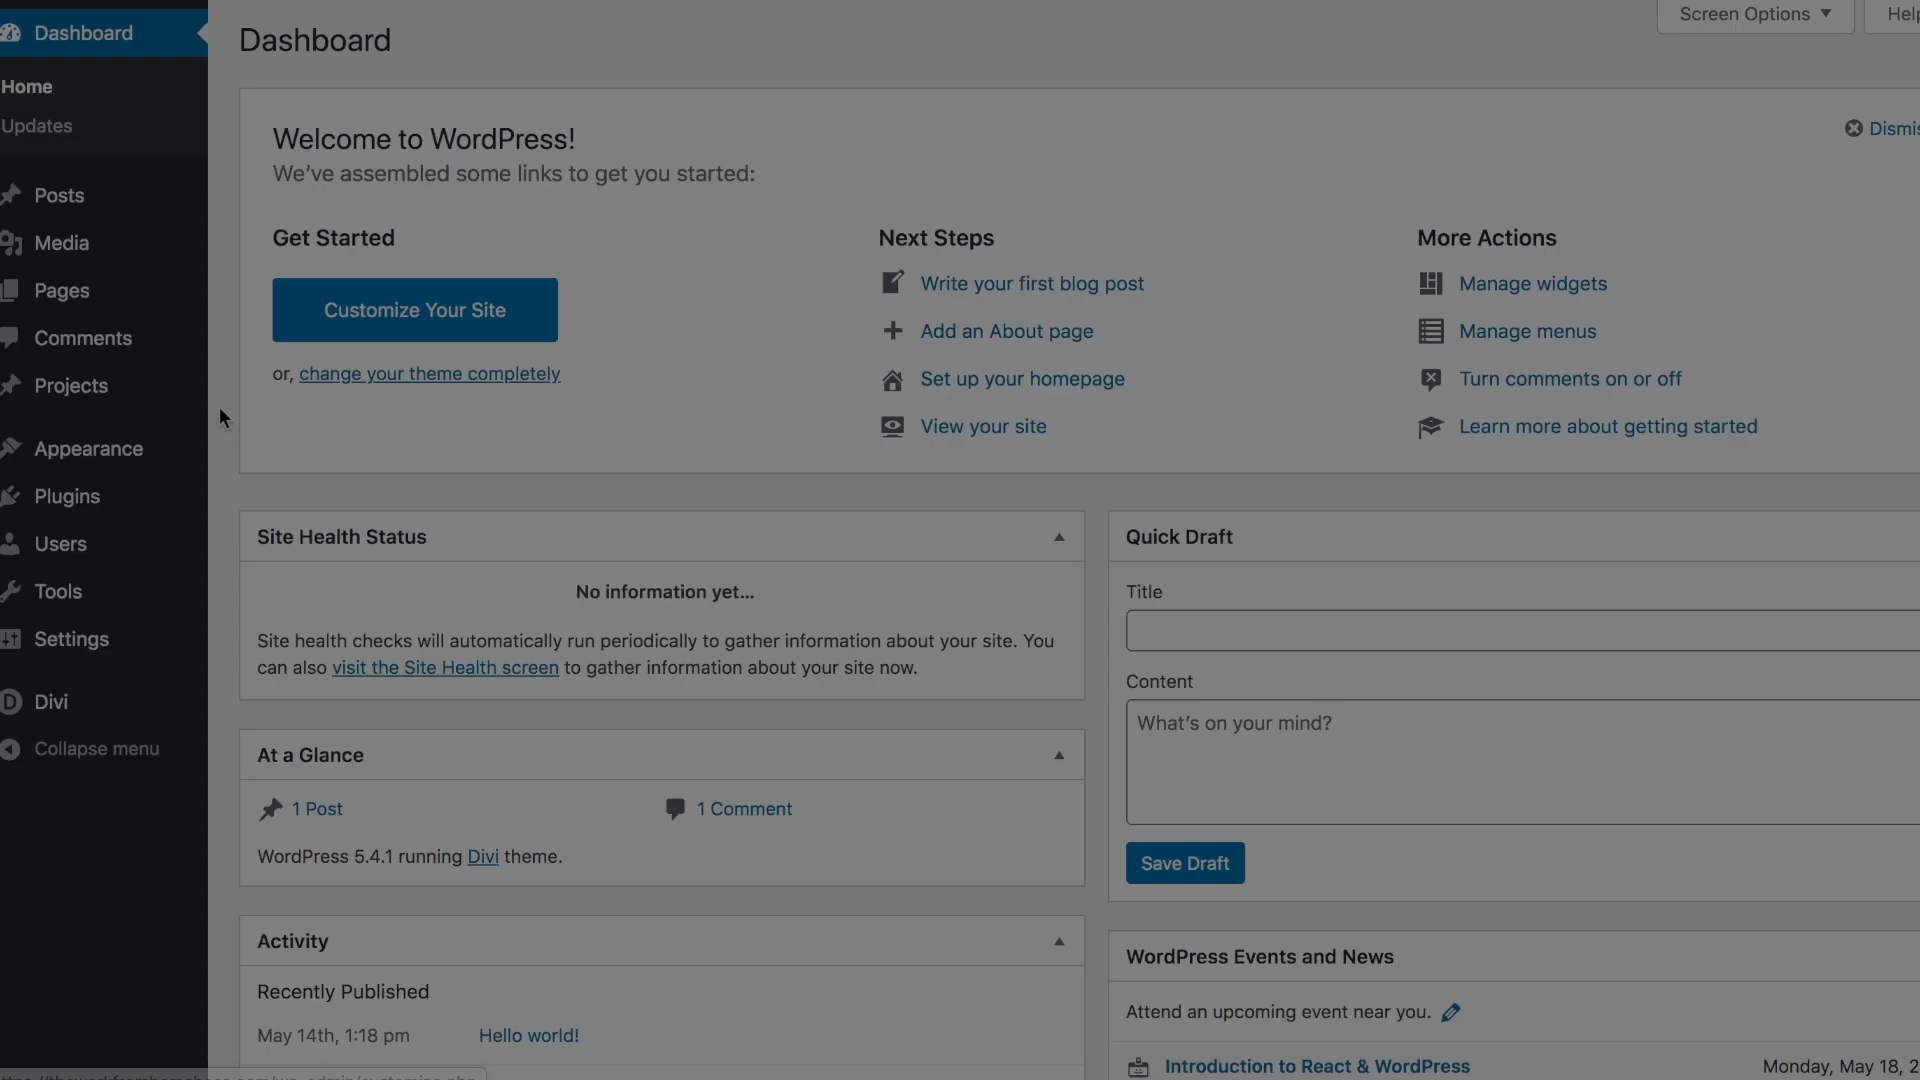 Dashboard
Home
Updates
Posts
Media
Pages
Comments
Projects
Appearance
Plugins
Users
Tools
Settings
Divi
Collapse menu
Screen Options
Help
Dashboard
Welcome to WordPress!
We've assembled some links to get you started:
Dismis
Get Started
Customize Your Site
or, change your theme completely
Next Steps
Write your first blog post
Add an About page
Set up your homepage
View your site
More Actions
Manage widgets
Manage menus
Turn comments on or off
Learn more about getting started
Site Health Status
No information yet...
Site health checks will automatically run periodically to gather information about your site. You
can also visit the Site Health screen to gather information about your site now.
At a Glance
1 Post
1 Comment
WordPress 5.4.1 running Divi theme.
Activity
Recently Published
May 14th, 1:18 pm
Hello world!
Quick Draft
Title
Content
What's on your mind?
Save Draft
WordPress Events and News
Attend an upcoming event near you.
Introduction to React & WordPress
Monday, May 18, 2